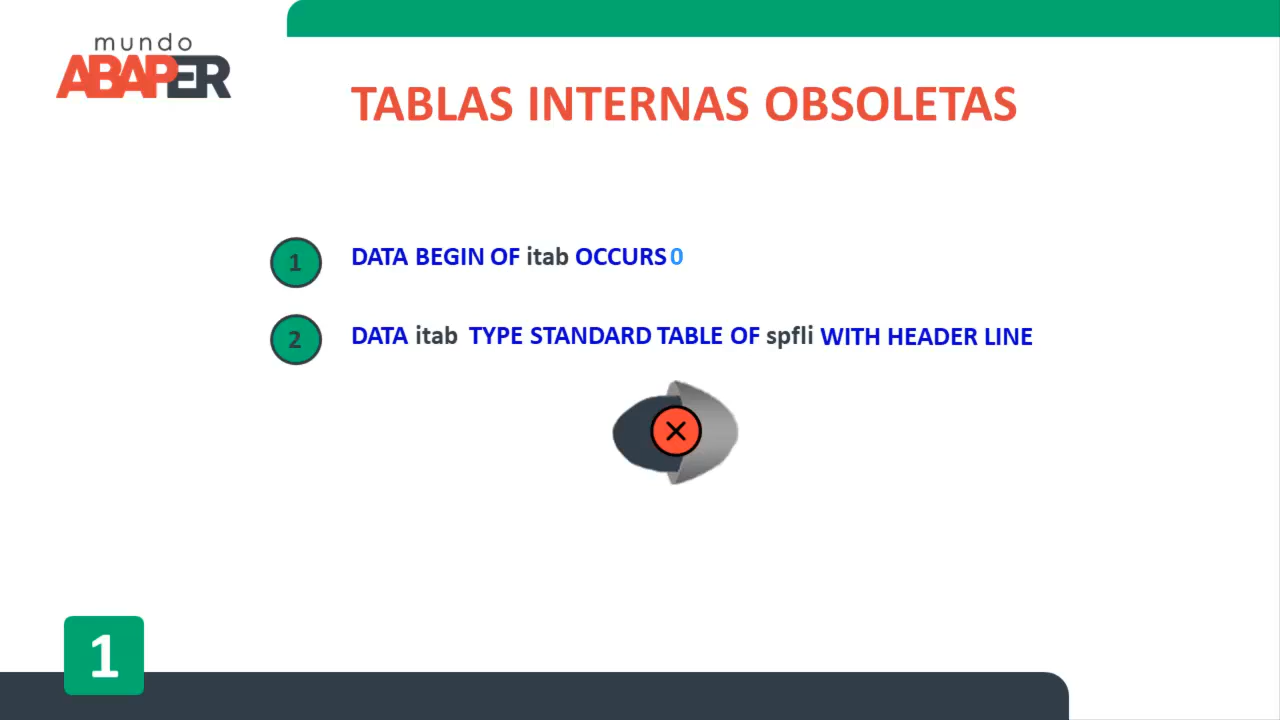 mundo
ABAPER
TABLAS INTERNAS OBSOLETAS
1 DATA BEGIN OF itab OCCURS 0
2 DATA itab TYPE STANDARD TABLE OF spfli WITH HEADER LINE
1